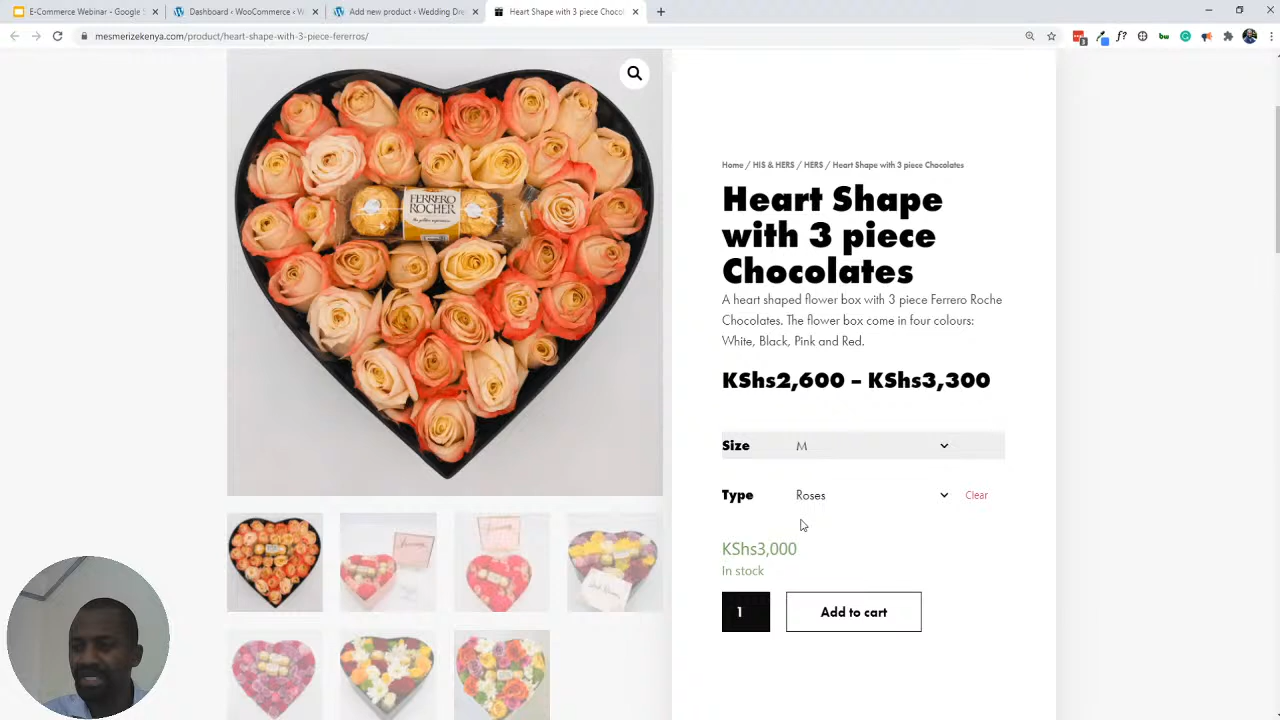 E-Commerce Webinar - Google S
Dashboard ‹ WooCommerce ‹ W
Add new product ‹ Wedding Dre
Heart Shape with 3 piece Chocol
mesmerizekenya.com/product/heart-shape-with-3-piece-fererros/
FERRERO
ROCHER
Home / HIS & HERS / HERS / Heart Shape with 3 piece Chocolates
Heart Shape
with 3 piece
Chocolates
A heart shaped flower box with 3 piece Ferrero Roche
Chocolates. The flower box come in four colours:
White, Black, Pink and Red.
KShs2,600 – KShs3,300
Size M
Type Roses Clear
KShs3,000
In stock
1 Add to cart